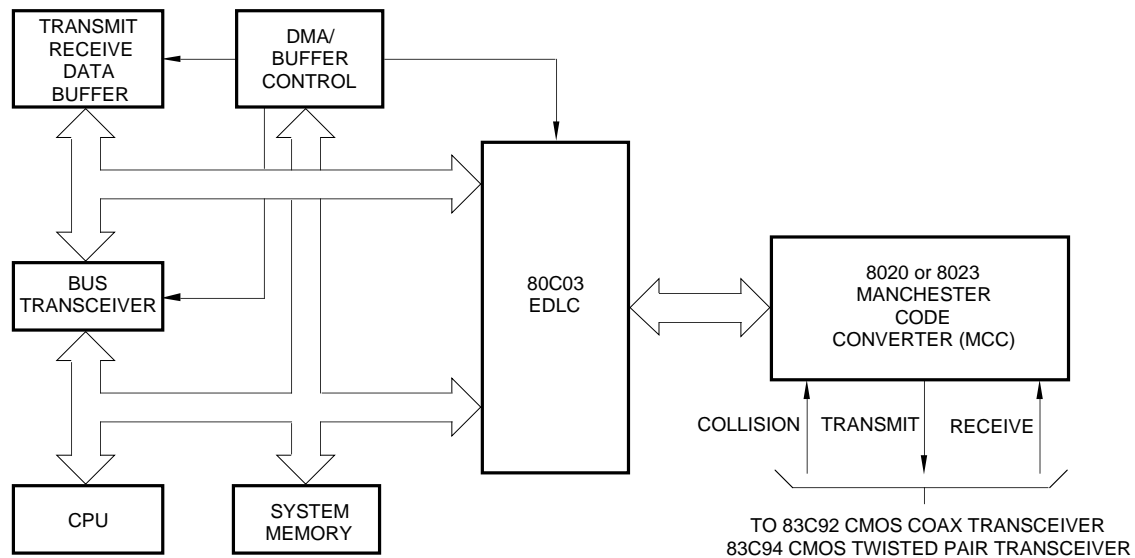 TRANSMIT
RECEIVE
DATA
BUFFER
DMA/
BUFFER
CONTROL
BUS
TRANSCEIVER
80C03
EDLC
8020 or 8023
MANCHESTER
CODE
CONVERTER (MCC)
COLLISION
TRANSMIT
RECEIVE
CPU
SYSTEM
MEMORY
TO 83C92 CMOS COAX TRANSCEIVER
83C94 CMOS TWISTED PAIR TRANSCEIVER